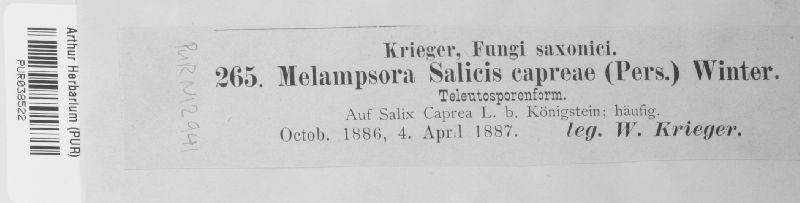 Arthur Herbarium (PUR)
PUR038522
PUR N12941
Krieger, Fungi saxonici.
265. Melampsora Salicis capreae (Pers.) Winter.
Teleutosporenform.
Auf Salix Caprea L. b. Königstein; häufig.
Octob. 1886, 4. April 1887. leg. W. Krieger.